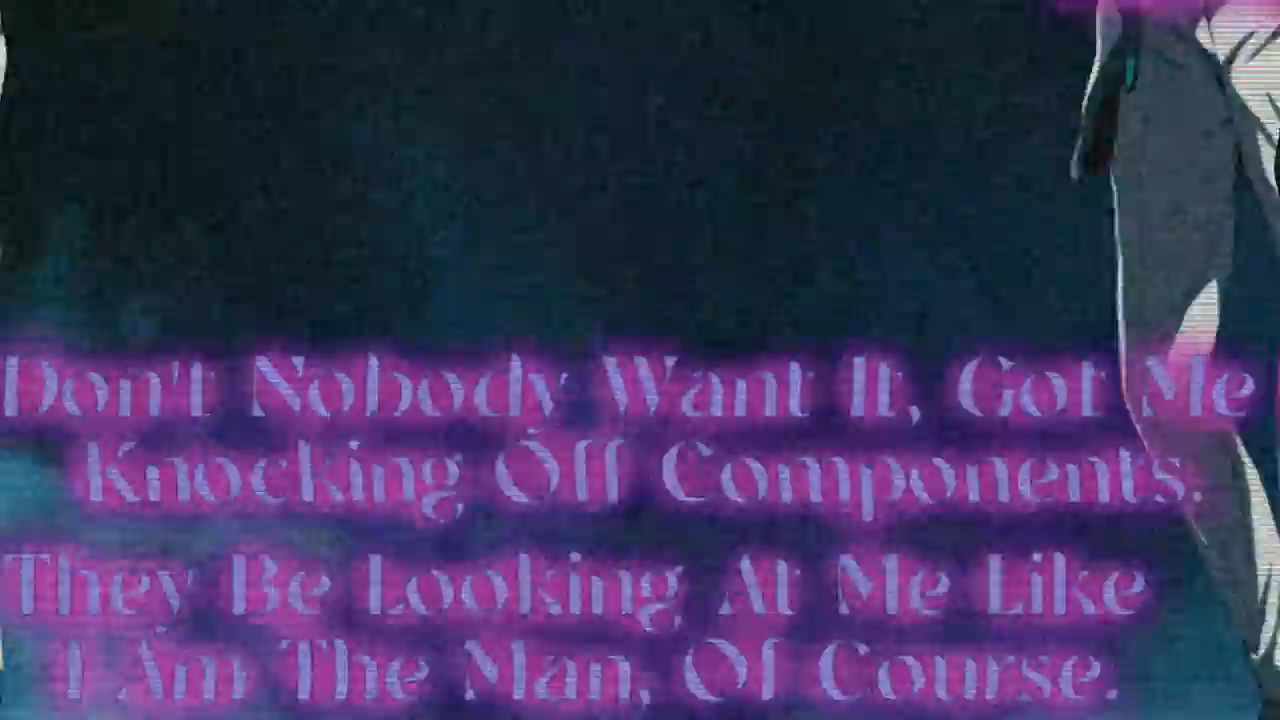 Don't Nobody Want It, Got Me
Knocking Off Components.
They Be Looking At Me Like
I Am The Man, Of Course.